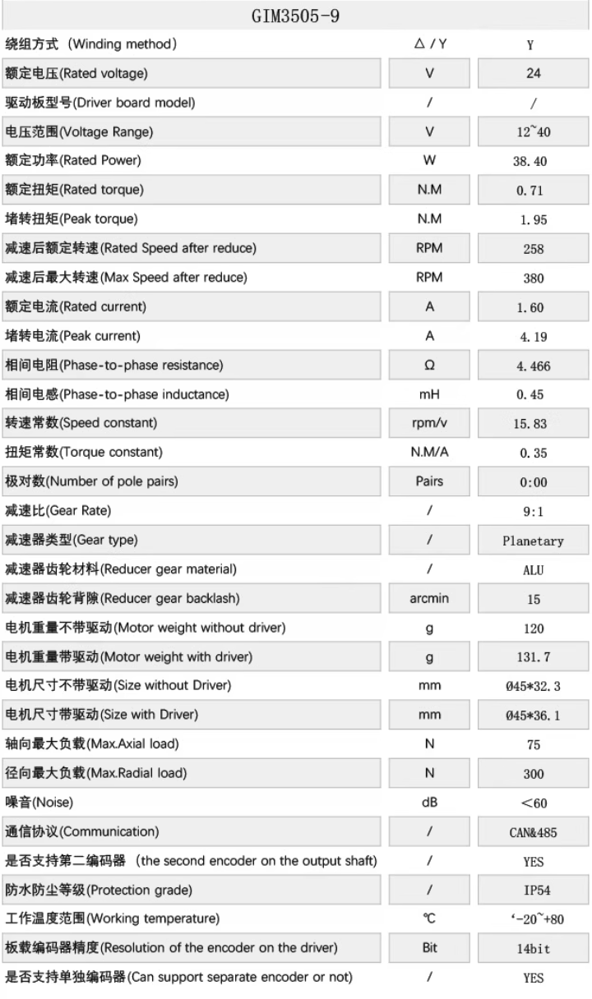 GIM3505-9
绕组方式 (Winding method) △ / Y Y
额定电压(Rated voltage) V 24
驱动板型号(Driver board model) / /
电压范围(Voltage Range) V 12~40
额定功率(Rated Power) W 38.40
额定扭矩(Rated torque) N.M 0.71
堵转扭矩(Peak torque) N.M 1.95
减速后额定转速(Rated Speed after reduce) RPM 258
减速后最大转速(Max Speed after reduce) RPM 380
额定电流(Rated current) A 1.60
堵转电流(Peak current) A 4.19
相间电阻(Phase-to-phase resistance) Ω 4.466
相间电感(Phase-to-phase inductance) mH 0.45
转速常数(Speed constant) rpm/v 15.83
扭矩常数(Torque constant) N.M/A 0.35
极对数(Number of pole pairs) Pairs 0:00
减速比(Gear Rate) / 9:1
减速器类型(Gear type) / Planetary
减速器齿轮材料(Reducer gear material) / ALU
减速器齿轮背隙(Reducer gear backlash) arcmin 15
电机重量不带驱动(Motor weight without driver) g 120
电机重量带驱动(Motor weight with driver) g 131.7
电机尺寸不带驱动(Size without Driver) mm Ø45*32.3
电机尺寸带驱动(Size with Driver) mm Ø45*36.1
轴向最大负载(Max.Axial load) N 75
径向最大负载(Max.Radial load) N 300
噪音(Noise) dB ＜60
通信协议(Communication) / CAN&485
是否支持第二编码器 (the second encoder on the output shaft) / YES
防水防尘等级(Protection grade) / IP54
工作温度范围(Working temperature) ℃ ‘-20~+80
板载编码器精度(Resolution of the encoder on the driver) Bit 14bit
是否支持单独编码器(Can support separate encoder or not) / YES